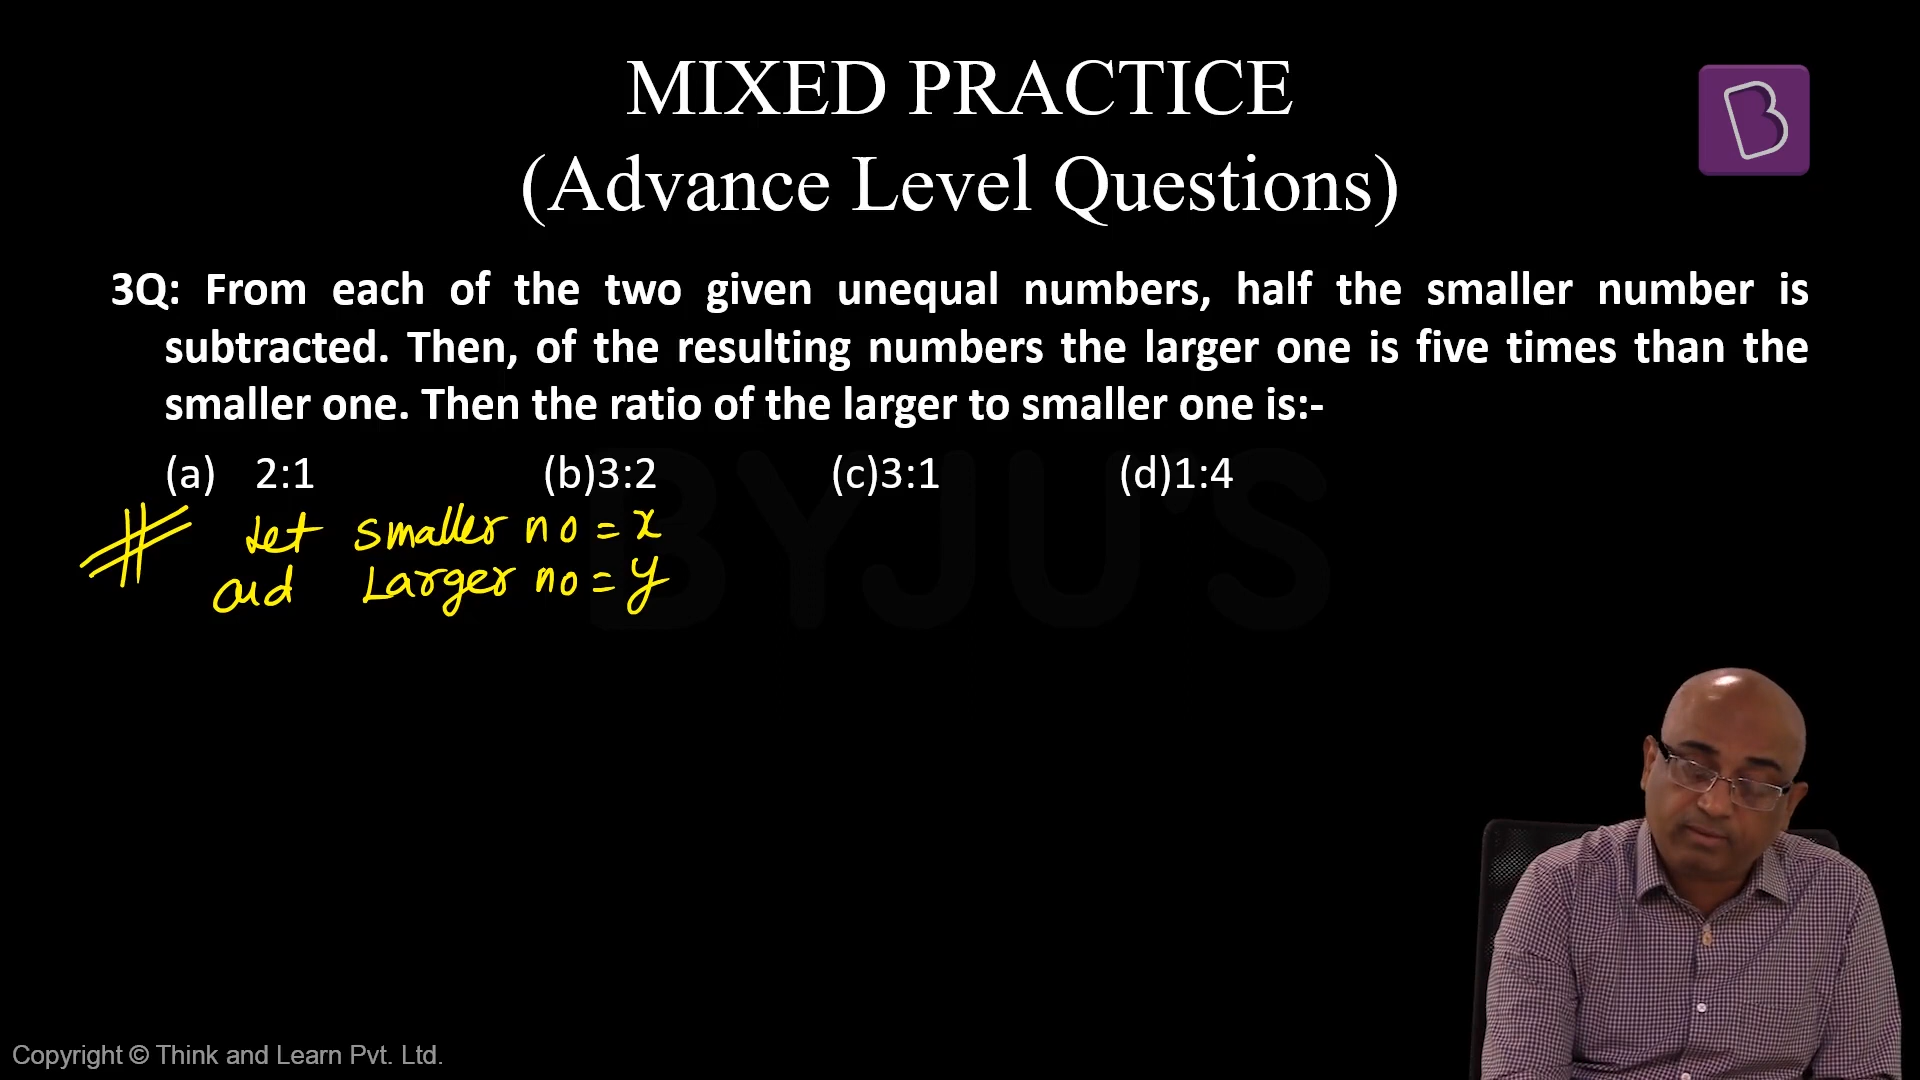 MIXED PRACTICE
(Advance Level Questions)
3Q: From each of the two given unequal numbers, half the smaller number is
subtracted. Then, of the resulting numbers the larger one is five times than the
smaller one. Then the ratio of the larger to smaller one is:-
(a) 2:1 (b)3:2 (c)3:1 (d)1:4
Let smaller no = x
and Larger no = y
BYJU'S
Copyright © Think and Learn Pvt. Ltd.